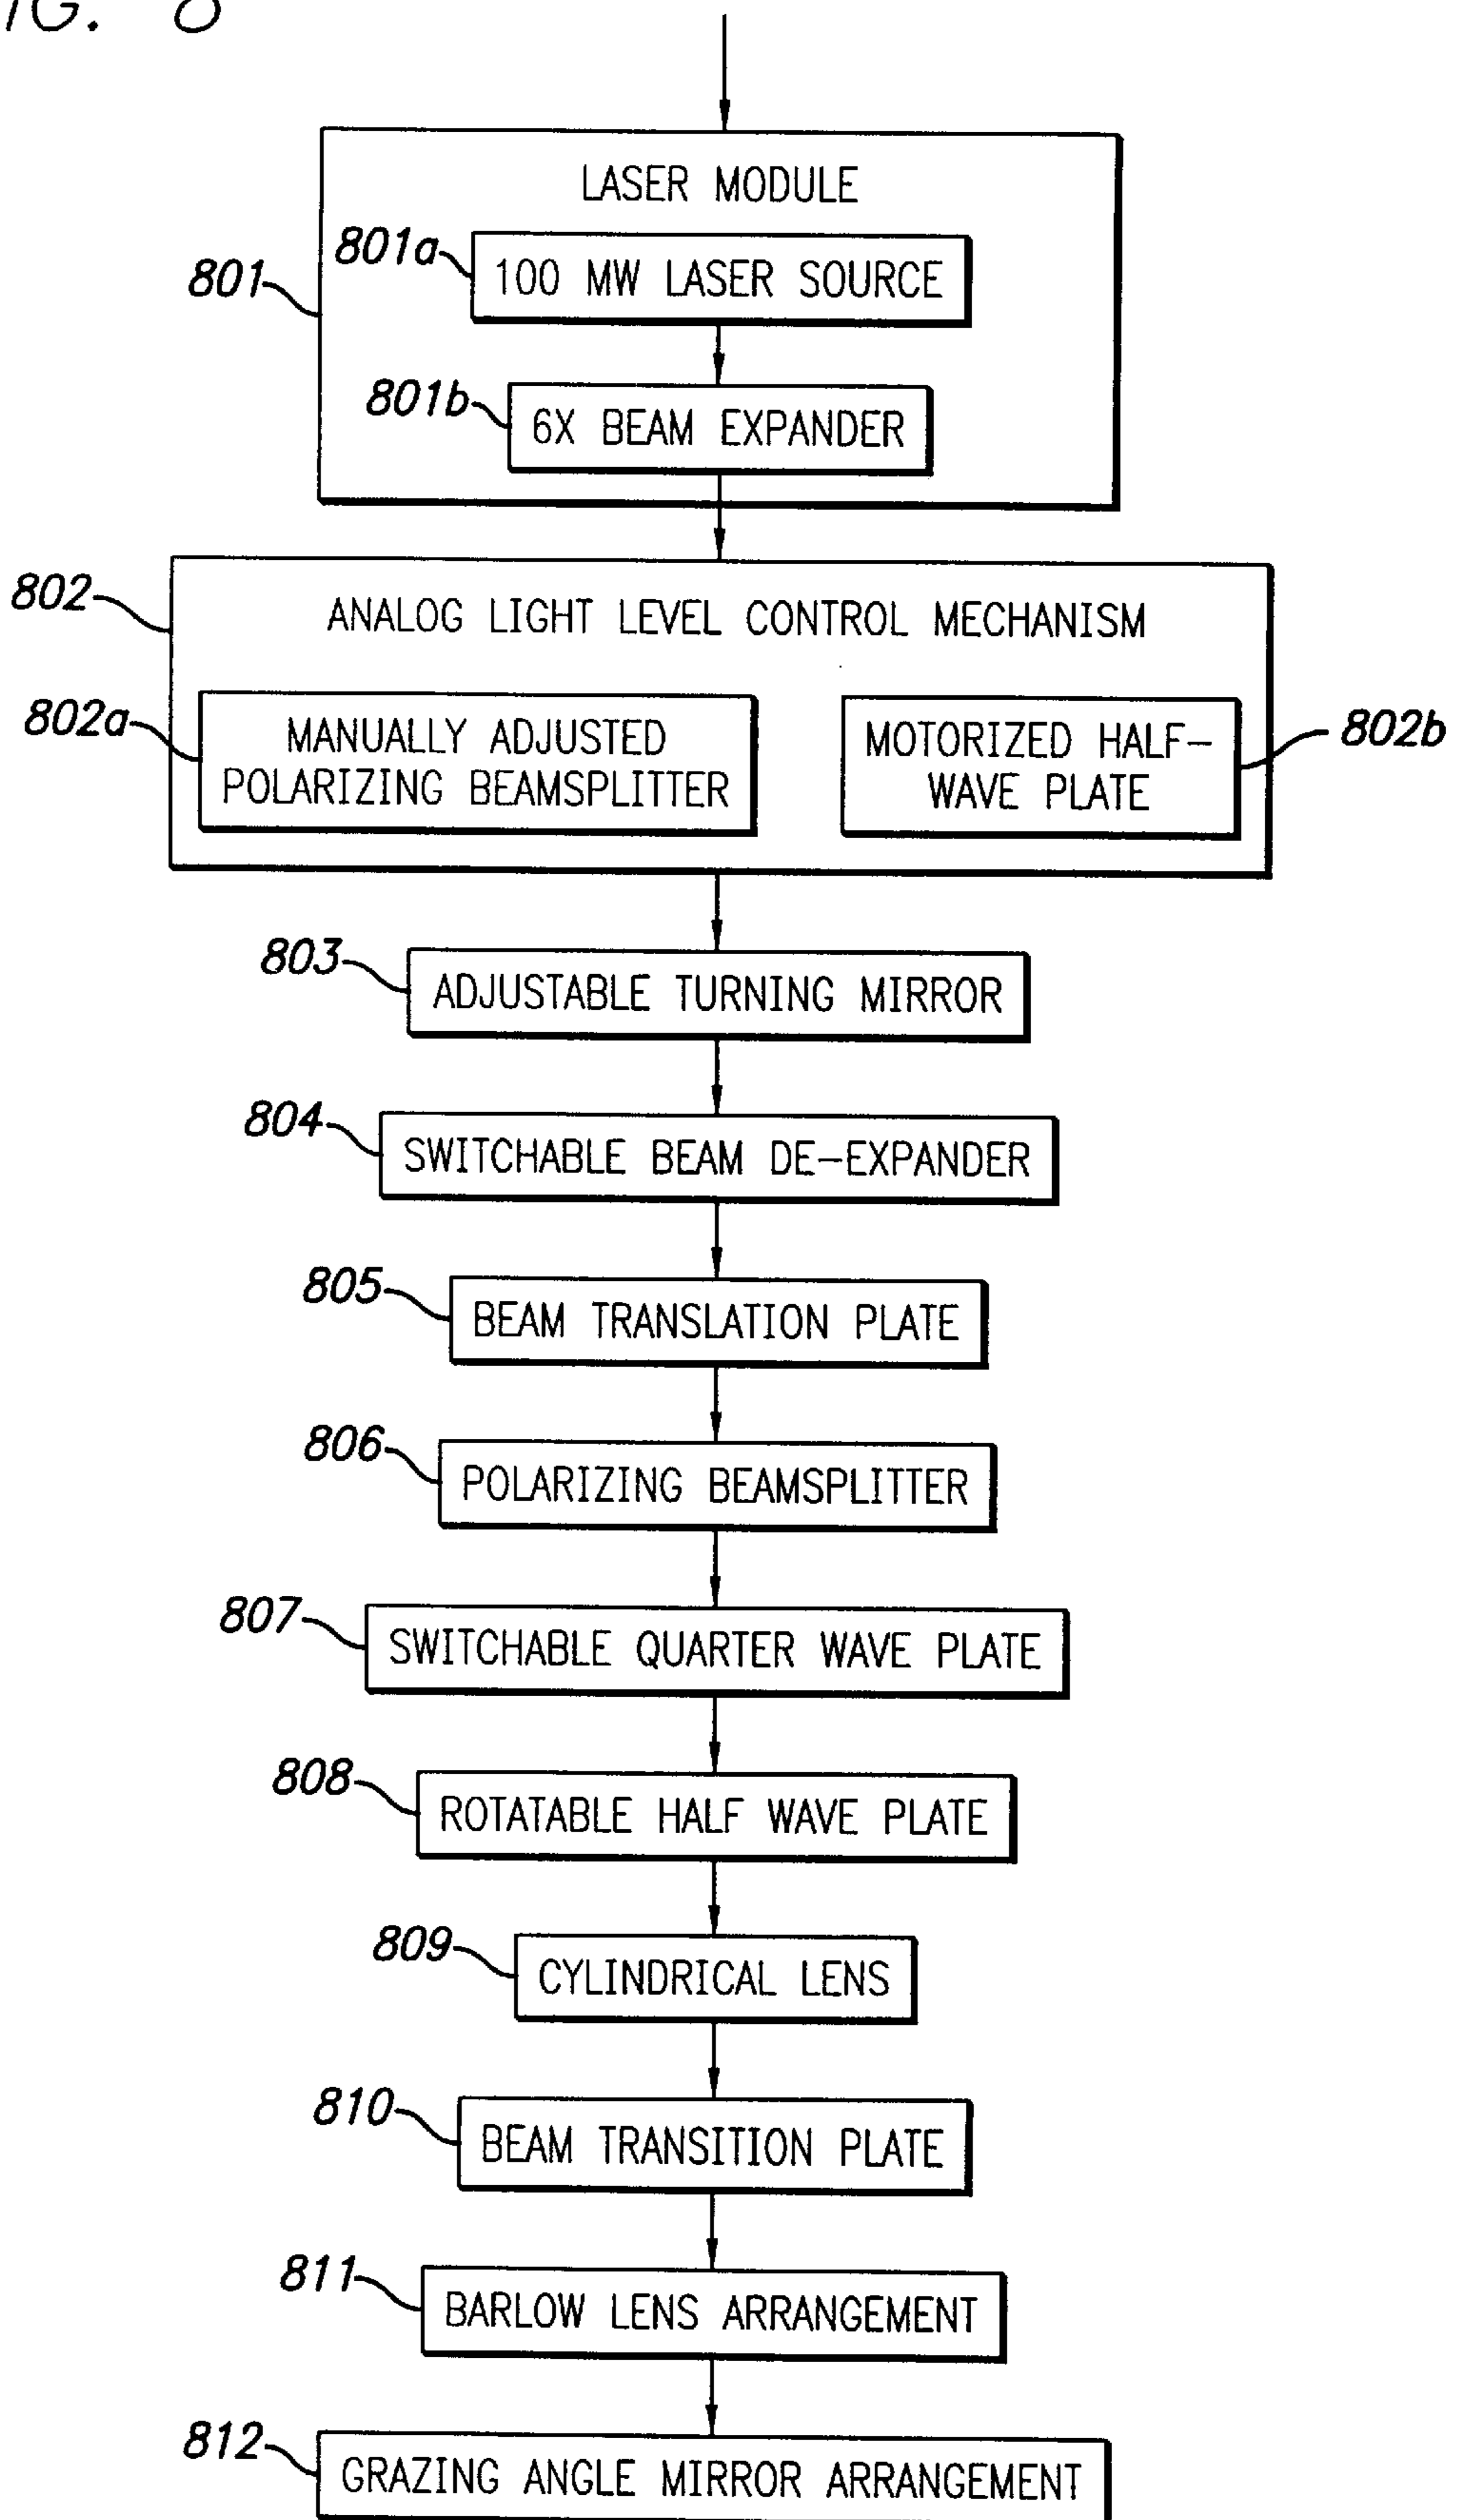 IG. 8
LASER MODULE
801a
100 MW LASER SOURCE
801
801b
6X BEAM EXPANDER
802
ANALOG LIGHT LEVEL CONTROL MECHANISM
802a
MANUALLY ADJUSTED
POLARIZING BEAMSPLITTER
MOTORIZED HALF-
WAVE PLATE
802b
803
ADJUSTABLE TURNING MIRROR
804
SWITCHABLE BEAM DE-EXPANDER
805
BEAM TRANSLATION PLATE
806
POLARIZING BEAMSPLITTER
807
SWITCHABLE QUARTER WAVE PLATE
808
ROTATABLE HALF WAVE PLATE
809
CYLINDRICAL LENS
810
BEAM TRANSITION PLATE
811
BARLOW LENS ARRANGEMENT
812
GRAZING ANGLE MIRROR ARRANGEMENT